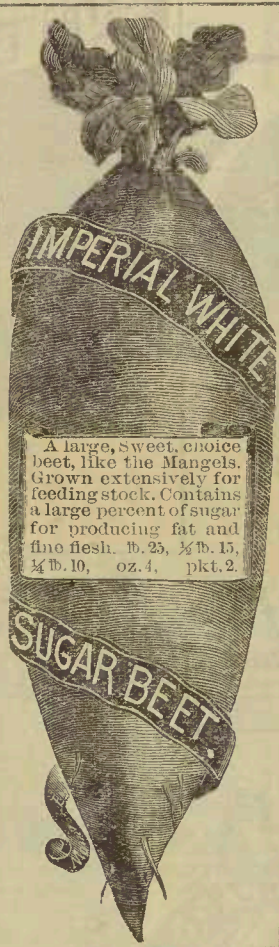 IMPERIAL WHITE
A large, Sweet, choice
beet, like the Mangels.
Grown extensively for
feeding stock. Contains
a large percent of sugar
for producing fat and
fine flesh. lb. 25, ½ lb. 15,
¼ lb. 10, oz. 4, pkt. 2.
SUGAR BEET.